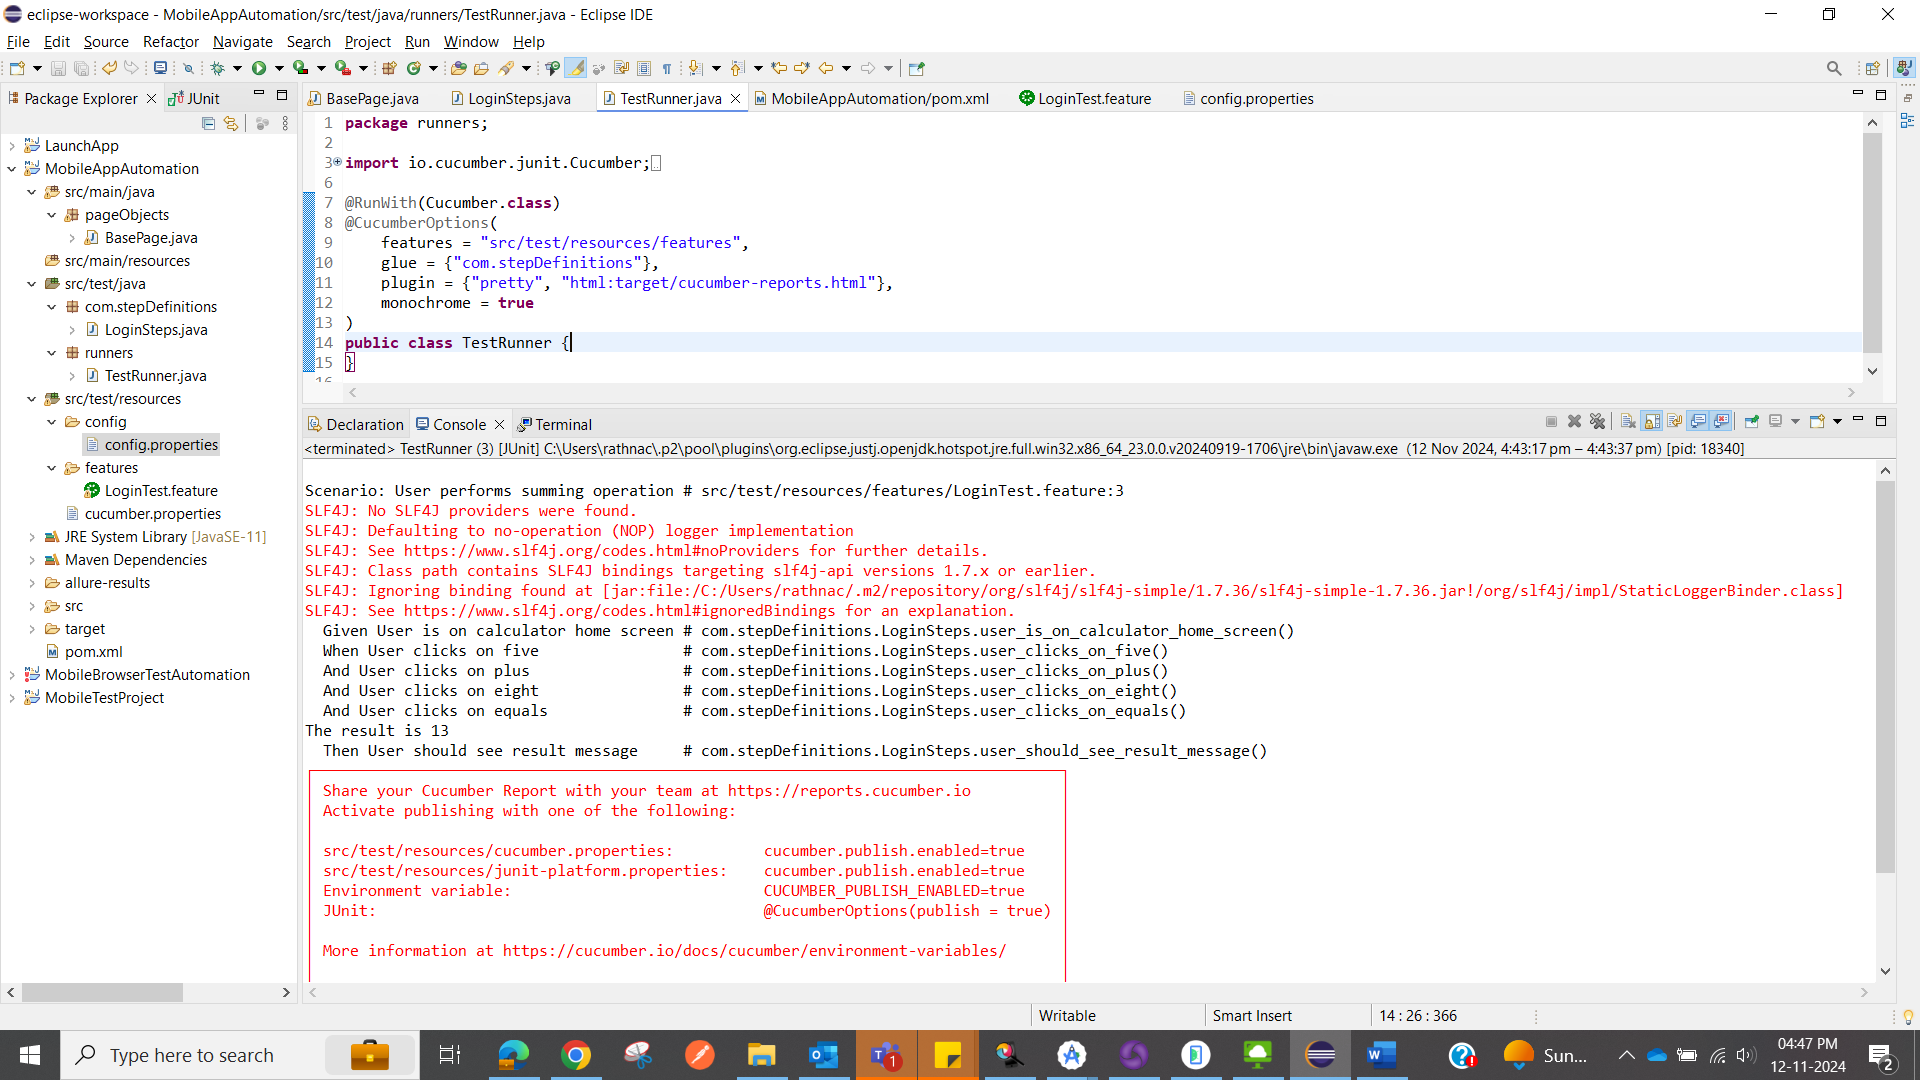 eclipse-workspace - MobileAppAutomation/src/test/java/runners/TestRunner.java - Eclipse IDE
File Edit Source Refactor Navigate Search Project Run Window Help
Package Explorer
JUnit
LaunchApp
MobileAppAutomation
src/main/java
pageObjects
BasePage.java
src/main/resources
src/test/java
com.stepDefinitions
LoginSteps.java
runners
TestRunner.java
src/test/resources
config
config.properties
features
LoginTest.feature
cucumber.properties
JRE System Library [JavaSE-11]
Maven Dependencies
allure-results
src
target
pom.xml
MobileBrowserTestAutomation
MobileTestProject
BasePage.java LoginSteps.java TestRunner.java MobileAppAutomation/pom.xml LoginTest.feature config.properties
1 package runners;
2
3 import io.cucumber.junit.Cucumber;
6
7 @RunWith(Cucumber.class)
8 @CucumberOptions(
9 features = "src/test/resources/features",
10 glue = {"com.stepDefinitions"},
11 plugin = {"pretty", "html:target/cucumber-reports.html"},
12 monochrome = true
13 )
14 public class TestRunner {
15 }
16
Declaration Console Terminal
<terminated> TestRunner (3) [JUnit] C:\Users\rathnac\.p2\pool\plugins\org.eclipse.justj.openjdk.hotspot.jre.full.win32.x86_64_23.0.0.v20240919-1706\jre\bin\javaw.exe (12 Nov 2024, 4:43:17 pm – 4:43:37 pm) [pid: 18340]
Scenario: User performs summing operation # src/test/resources/features/LoginTest.feature:3
SLF4J: No SLF4J providers were found.
SLF4J: Defaulting to no-operation (NOP) logger implementation
SLF4J: See https://www.slf4j.org/codes.html#noProviders for further details.
SLF4J: Class path contains SLF4J bindings targeting slf4j-api versions 1.7.x or earlier.
SLF4J: Ignoring binding found at [jar:file:/C:/Users/rathnac/.m2/repository/org/slf4j/slf4j-simple/1.7.36/slf4j-simple-1.7.36.jar!/org/slf4j/impl/StaticLoggerBinder.class]
SLF4J: See https://www.slf4j.org/codes.html#ignoredBindings for an explanation.
Given User is on calculator home screen # com.stepDefinitions.LoginSteps.user_is_on_calculator_home_screen()
When User clicks on five # com.stepDefinitions.LoginSteps.user_clicks_on_five()
And User clicks on plus # com.stepDefinitions.LoginSteps.user_clicks_on_plus()
And User clicks on eight # com.stepDefinitions.LoginSteps.user_clicks_on_eight()
And User clicks on equals # com.stepDefinitions.LoginSteps.user_clicks_on_equals()
The result is 13
Then User should see result message # com.stepDefinitions.LoginSteps.user_should_see_result_message()
Share your Cucumber Report with your team at https://reports.cucumber.io
Activate publishing with one of the following:
src/test/resources/cucumber.properties: cucumber.publish.enabled=true
src/test/resources/junit-platform.properties: cucumber.publish.enabled=true
Environment variable: CUCUMBER_PUBLISH_ENABLED=true
JUnit: @CucumberOptions(publish = true)
More information at https://cucumber.io/docs/cucumber/environment-variables/
Writable Smart Insert 14 : 26 : 366
Type here to search
1
Sun...
04:47 PM
12-11-2024
2